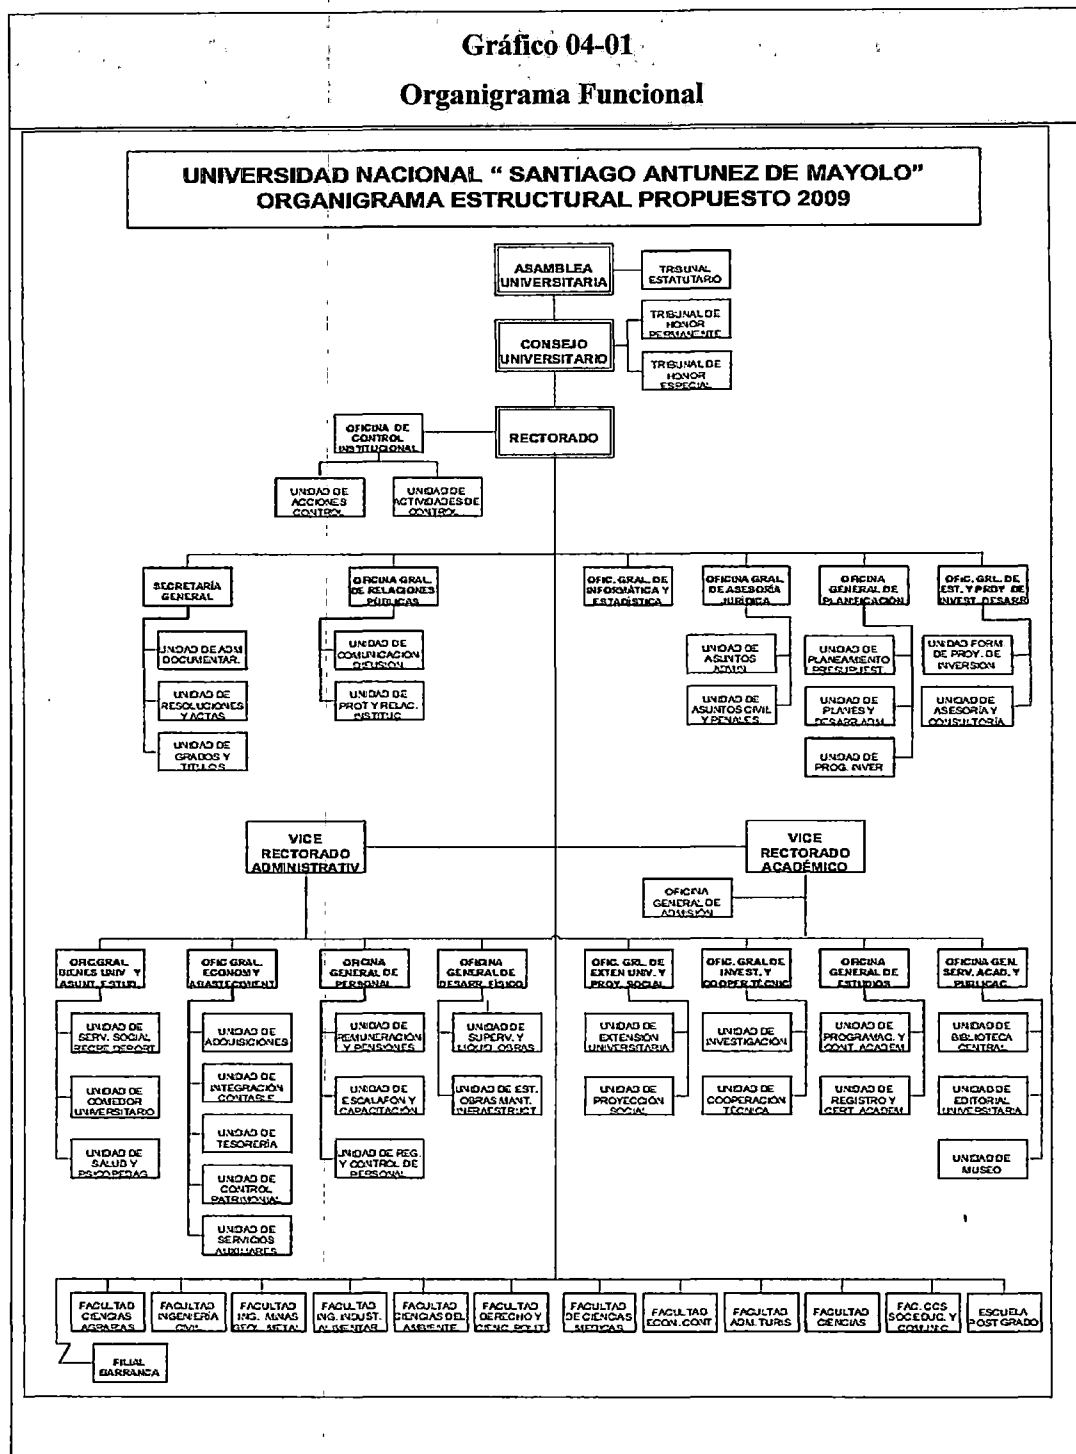 Gráfico 04-01
Organigrama Funcional
UNIVERSIDAD NACIONAL “ SANTIAGO ANTUNEZ DE MAYOLO”
ORGANIGRAMA ESTRUCTURAL PROPUESTO 2009
ASAMBLEA
UNIVERSITARIA
TRIBUNAL
ESTATUTARIO
CONSEJO
UNIVERSITARIO
TRIBUNAL DE
HONOR
PERMANENTE
TRIBUNAL DE
HONOR
ESPECIAL
RECTORADO
OFICINA DE
CONTROL
INSTITUCIONAL
UNIDAD DE
ACCIONES
CONTROL
UNIDAD DE
ACTIVIDADES DE
CONTROL
SECRETARÍA
GENERAL
OFICINA GRAL.
DE RELACIONES
PÚBLICAS
OFIC. GRAL. DE
INFORMÁTICA Y
ESTADÍSTICA
OFICINA GRAL.
DE ASESORÍA
JURÍDICA
OFICINA
GENERAL DE
PLANIFICACIÓN
OFIC. GRL. DE
EST. Y PROY. DE
INVEST. DESARR
UNIDAD DE ADM
DOCUMENTAR.
UNIDAD DE
RESOLUCIONES
Y ACTAS
UNIDAD DE
GRADOS Y
TITULOS
UNIDAD DE
COMUNICACIÓN
DIFUSIÓN
UNIDAD DE
PROT Y RELAC.
INSTITUC
UNIDAD DE
ASUNTOS
ADMIN
UNIDAD DE
ASUNTOS CIVIL
Y PENALES
UNIDAD DE
PLANEAMIENTO
PRESUPUEST.
UNIDAD DE
PLANES Y
DESARR.ADM.
UNIDAD DE
PROG. INVER
UNIDAD FORM.
DE PROY. DE
INVERSIÓN
UNIDAD DE
ASESORÍA Y
CONSULTORÍA
VICE
RECTORADO
ADMINISTRATIV
VICE
RECTORADO
ACADÉMICO
OFICINA
GENERAL DE
ADMISIÓN
OFIC.GRAL.
BIENES UNIV. Y
ASUNT. ESTUD.
OFIC GRAL.
ECONOM Y
ABASTECIMENT
OFICINA
GENERAL DE
PERSONAL
OFICINA
GENERAL DE
DESARR. FÍSICO
OFIC. GRL. DE
EXTEN UNIV. Y
PROY. SOCIAL
OFIC. GRAL DE
INVEST. Y
COOPER.TÉCNIC
OFICINA
GENERAL DE
ESTUDIOS
OFICINA GEN.
SERV. ACAD. Y
PUBLICAC.
UNIDAD DE
SERV. SOCIAL
RECRE DEPORT
UNIDAD DE
COMEDOR
UNIVERSITARIO
UNIDAD DE
SALUD Y
PSICOPEDAG
UNIDAD DE
ADQUISICIONES
UNIDAD DE
INTEGRACIÓN
CONTABLE
UNIDAD DE
TESORERÍA
UNIDAD DE
CONTROL
PATRIMONIAL
UNIDAD DE
SERVICIOS
AUXILIARES
UNIDAD DE
REMUNERACIÓN
Y PENSIONES
UNIDAD DE
ESCALAFÓN Y
CAPACITACIÓN
UNIDAD DE REG.
Y CONTROL DE
PERSONAL
UNIDAD DE
SUPERV. Y
LIQUID. OBRAS
UNIDAD DE EST.
OBRAS MANT.
INFRAESTRUCT
UNIDAD DE
EXTENSIÓN
UNIVERSITARIA
UNIDAD DE
PROYECCIÓN
SOCIAL
UNIDAD DE
INVESTIGACIÓN
UNIDAD DE
COOPERACIÓN
TÉCNICA
UNIDAD DE
PROGRAMAC. Y
CONT. ACADEM
UNIDAD DE
REGISTRO Y
CERT. ACADEM
UNIDAD DE
BIBLIOTECA
CENTRAL
UNIDAD DE
EDITORIAL
UNIVERSITARIA
UNIDAD DE
MUSEO
FACULTAD
CIENCIAS
AGRARIAS
FACULTAD
INGENIERÍA
CIVIL
FACULTAD
ING. MINAS
GEOL. METAL
FACULTAD
ING. INDUST.
ALIMENTAR
FACULTAD
CIENCIAS DEL
AMBIENTE
FACULTAD
DERECHO Y
CIENC. POLIT
FACULTAD
DE CIENCIAS
MEDICAS
FACULTAD
ECON. CONT
FACULTAD
ADM. TURIS
FACULTAD
CIENCIAS
FAC. CCS
SOC EDUC. Y
COMUNIC
ESCUELA
POST GRADO
FILIAL
BARRANCA